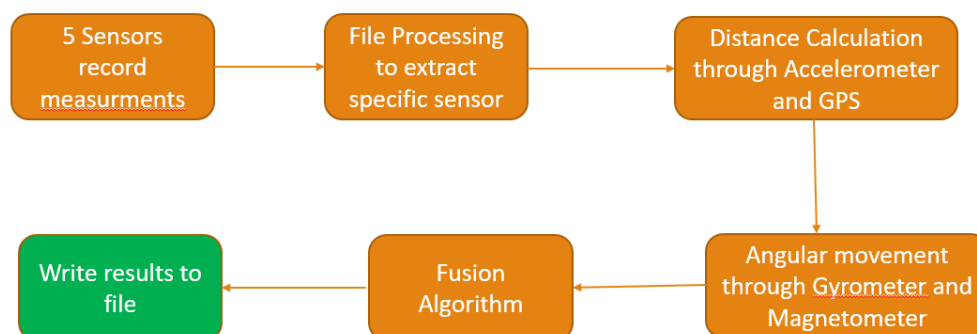 5 Sensors
record
measurments
File Processing
to extract
specific sensor
Distance Calculation
through Accelerometer
and GPS
Angular movement
through Gyrometer and
Magnetometer
Fusion
Algorithm
Write results to
file